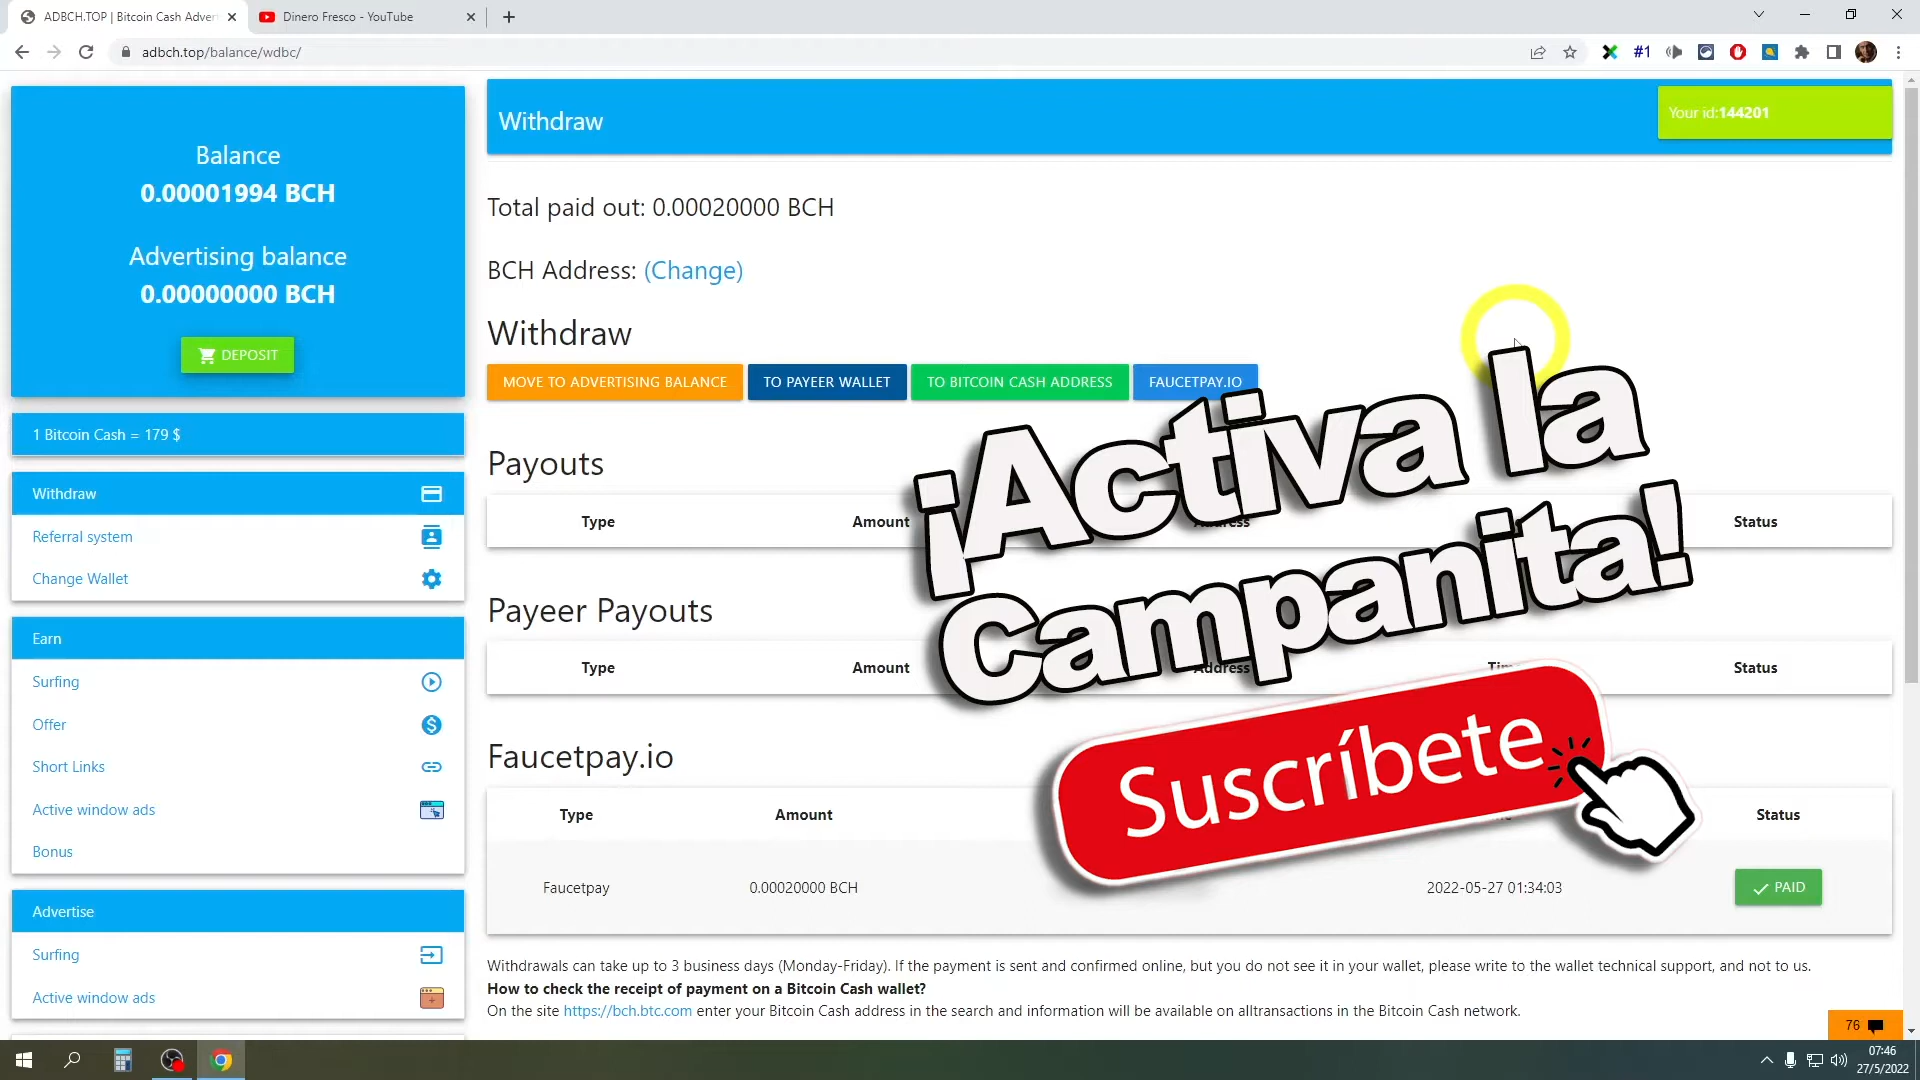 ADBCH.TOP | Bitcoin Cash Adver
Dinero Fresco - YouTube
adbch.top/balance/wdbc/
#1
Balance
0.00001994 BCH
Advertising balance
0.00000000 BCH
DEPOSIT
1 Bitcoin Cash = 179 $
Withdraw
Referral system
Change Wallet
Earn
Surfing
Offer
Short Links
Active window ads
Bonus
Advertise
Surfing
Active window ads
Withdraw
Your id:144201
Total paid out: 0.00020000 BCH
BCH Address: (Change)
Withdraw
MOVE TO ADVERTISING BALANCE TO PAYEER WALLET TO BITCOIN CASH ADDRESS FAUCETPAY.IO
Payouts
Type Amount Address Status
Payeer Payouts
Type Amount Address Time Status
Faucetpay.io
Type Amount Status
Faucetpay 0.00020000 BCH 2022-05-27 01:34:03 PAID
¡Activa la
Campanita!
Suscríbete
Withdrawals can take up to 3 business days (Monday-Friday). If the payment is sent and confirmed online, but you do not see it in your wallet, please write to the wallet technical support, and not to us.
How to check the receipt of payment on a Bitcoin Cash wallet?
On the site https://bch.btc.com enter your Bitcoin Cash address in the search and information will be available on alltransactions in the Bitcoin Cash network.
76
07:46
27/5/2022